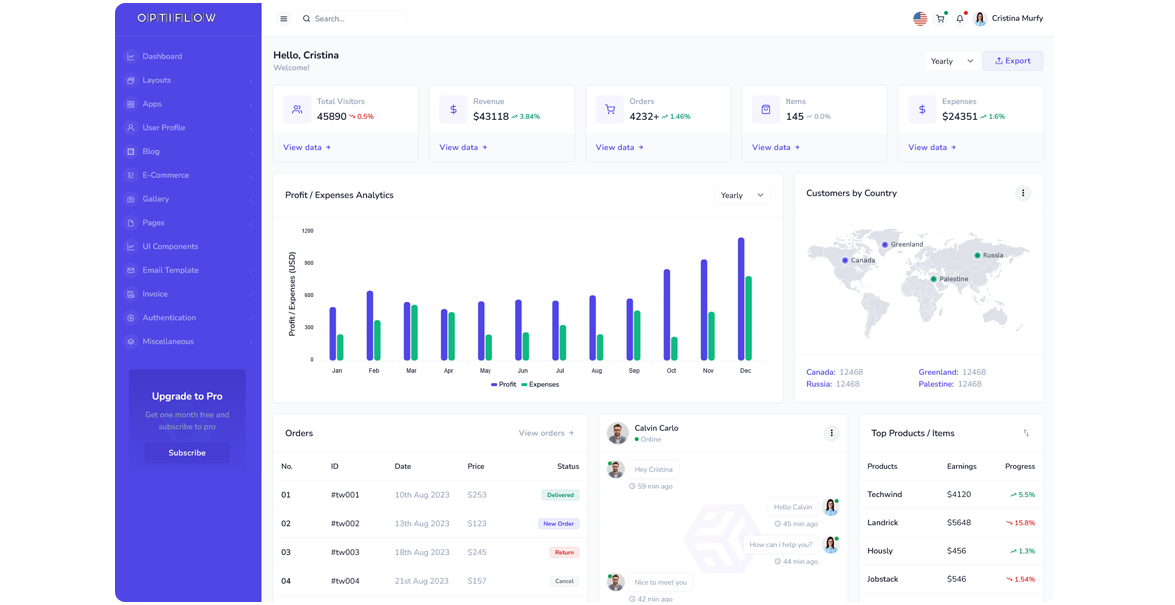 OPTIFLOW
Search...
Cristina Murfy
Dashboard
Layouts
Apps
User Profile
Blog
E-Commerce
Gallery
Pages
UI Components
Email Template
Invoice
Authentication
Miscellaneous
Upgrade to Pro
Get one month free and
subscribe to pro
Subscribe
Hello, Cristina
Welcome!
Yearly
Export
Total Visitors
45890 0.5%
View data
Revenue
$43118 3.84%
View data
Orders
4232+ 1.46%
View data
Items
145 0.0%
View data
Expenses
$24351 1.6%
View data
Profit / Expenses Analytics
Yearly
Profit / Expenses (USD)
1200
900
600
300
0
Jan Feb Mar Apr May Jun Jul Aug Sep Oct Nov Dec
Profit Expenses
Customers by Country
Greenland
Canada
Russia
Palestine
Canada: 12468 Greenland: 12468
Russia: 12468 Palestine: 12468
Orders View orders
No. ID Date Price Status
01 #tw001 10th Aug 2023 $253 Delivered
02 #tw002 13th Aug 2023 $123 New Order
03 #tw003 18th Aug 2023 $245 Return
04 #tw004 21st Aug 2023 $157 Cancel
Calvin Carlo
Online
Hey Cristina
59 min ago
Hello Calvin
45 min ago
How can i help you?
44 min ago
Nice to meet you
42 min ago
Top Products / Items
Products Earnings Progress
Techwind $4120 5.5%
Landrick $5648 15.8%
Hously $456 1.3%
Jobstack $546 1.54%